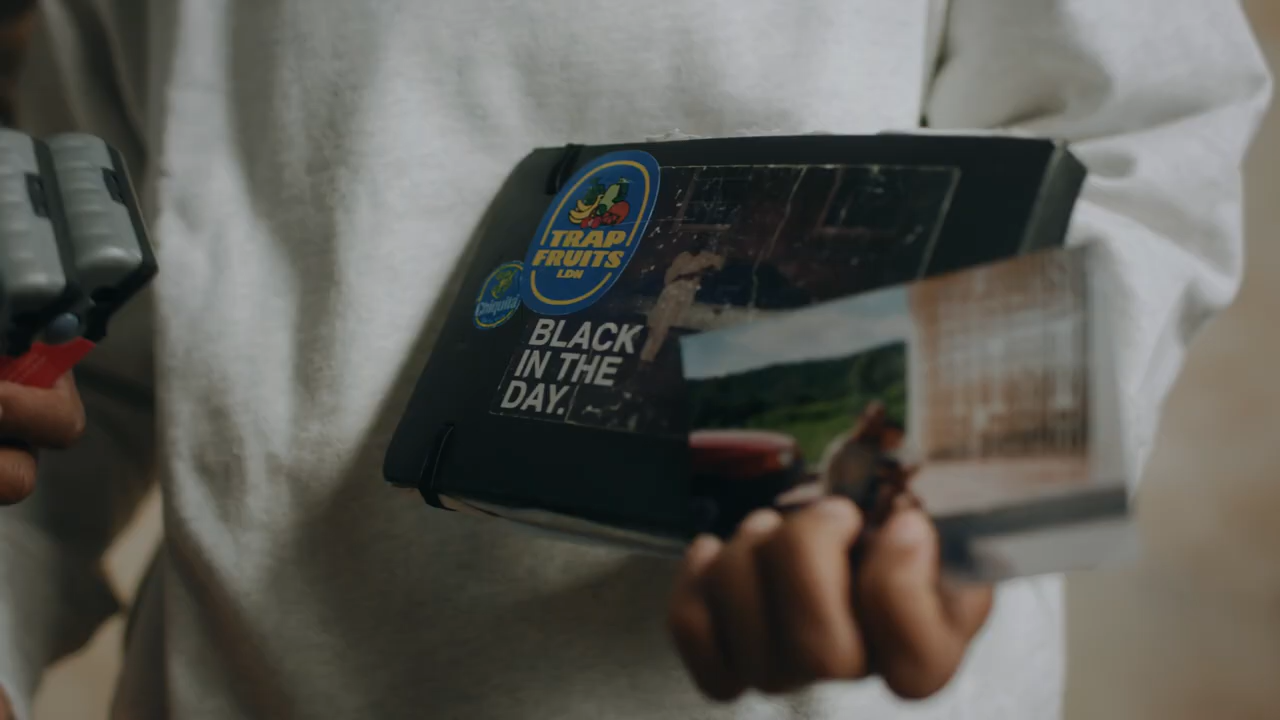 TRAP
FRUITS
LDN
Chiquita
BLACK
IN THE
DAY.